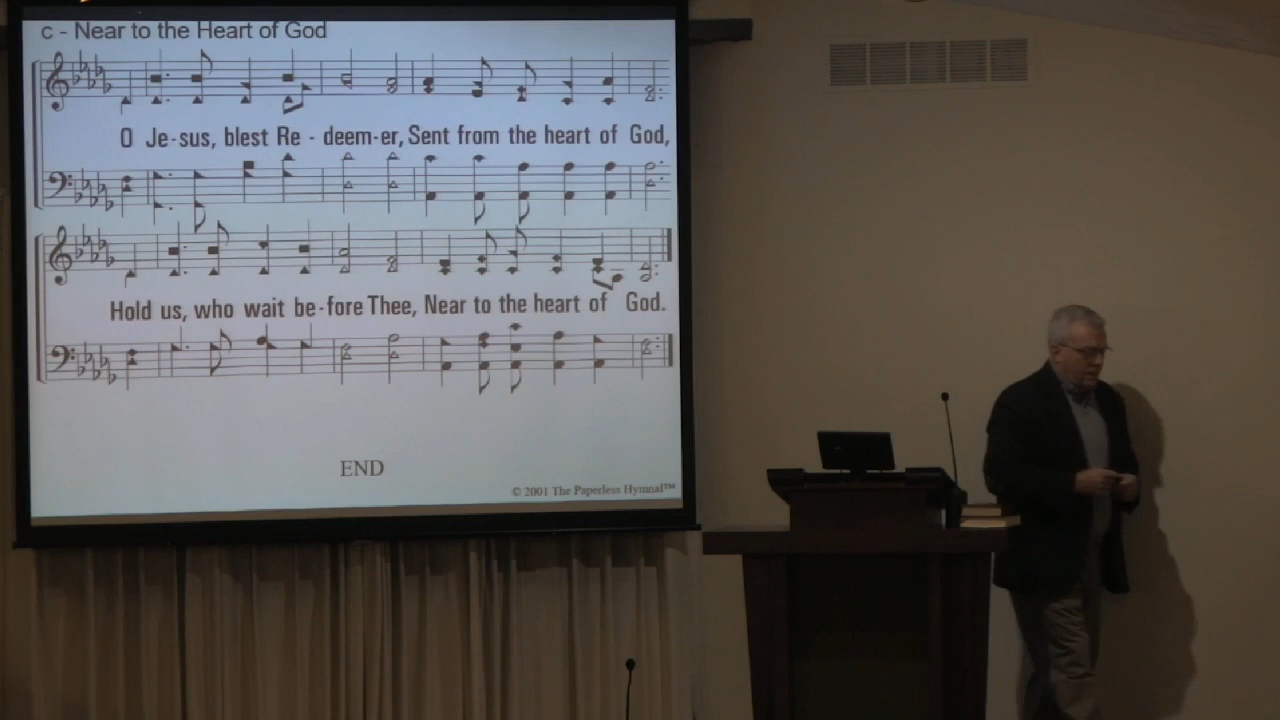 c - Near to the Heart of God
O Je-sus, blest Re - deem-er, Sent from the heart of God,
Hold us, who wait be-fore Thee, Near to the heart of God.
END
© 2001 The Paperless Hymnal™